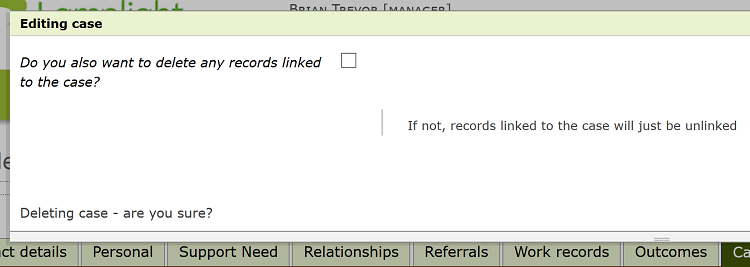 BRIAN TREVOR [MANAGER]
Editing case
Do you also want to delete any records linked
to the case?
If not, records linked to the case will just be unlinked
Deleting case - are you sure?
ct details Personal Support Need Relationships Referrals Work records Outcomes Ca